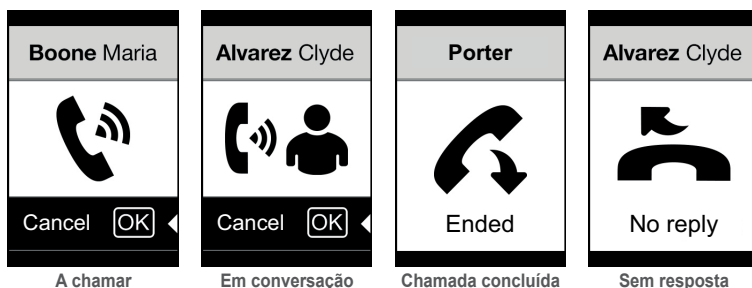 Boone Maria
Cancel OK
A chamar
Alvarez Clyde
Cancel OK
Em conversação
Porter
Ended
Chamada concluída
Alvarez Clyde
No reply
Sem resposta